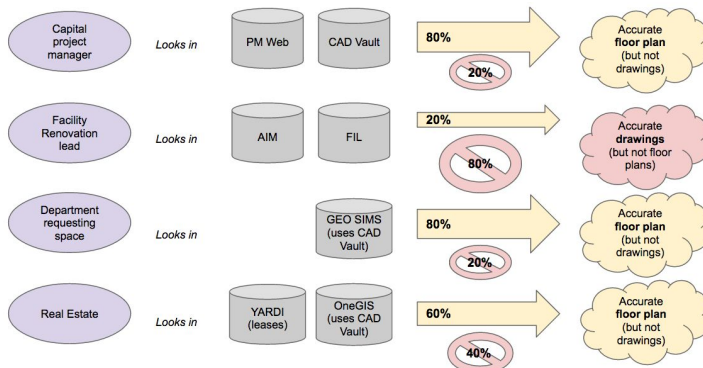 Capital
project
manager
Looks in
PM Web
CAD Vault
80%
20%
Accurate
floor plan
(but not
drawings)
Facility
Renovation
lead
Looks in
AIM
FIL
20%
80%
Accurate
drawings
(but not floor
plans)
Department
requesting
space
Looks in
GEO SIMS
(uses CAD
Vault)
80%
20%
Accurate
floor plan
(but not
drawings)
Real Estate
Looks in
YARDI
(leases)
OneGIS
(uses CAD
Vault)
60%
40%
Accurate
floor plan
(but not
drawings)